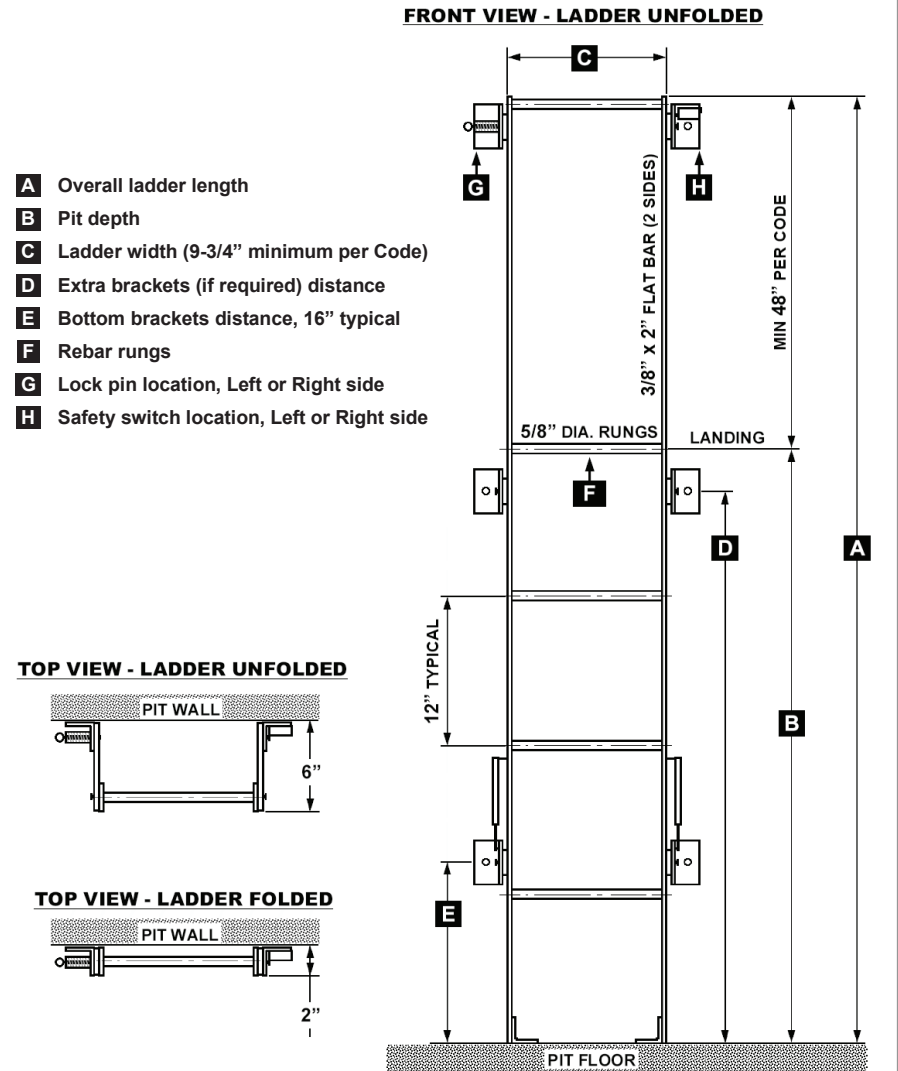 FRONT VIEW - LADDER UNFOLDED
C
G
H
A Overall ladder length
B Pit depth
C Ladder width (9-3/4” minimum per Code)
D Extra brackets (if required) distance
E Bottom brackets distance, 16” typical
F Rebar rungs
G Lock pin location, Left or Right side
H Safety switch location, Left or Right side
3/8” x 2” FLAT BAR (2 SIDES)
MIN 48” PER CODE
5/8” DIA. RUNGS
LANDING
F
D
A
12” TYPICAL
B
E
PIT FLOOR
TOP VIEW - LADDER UNFOLDED
PIT WALL
6”
TOP VIEW - LADDER FOLDED
PIT WALL
2”